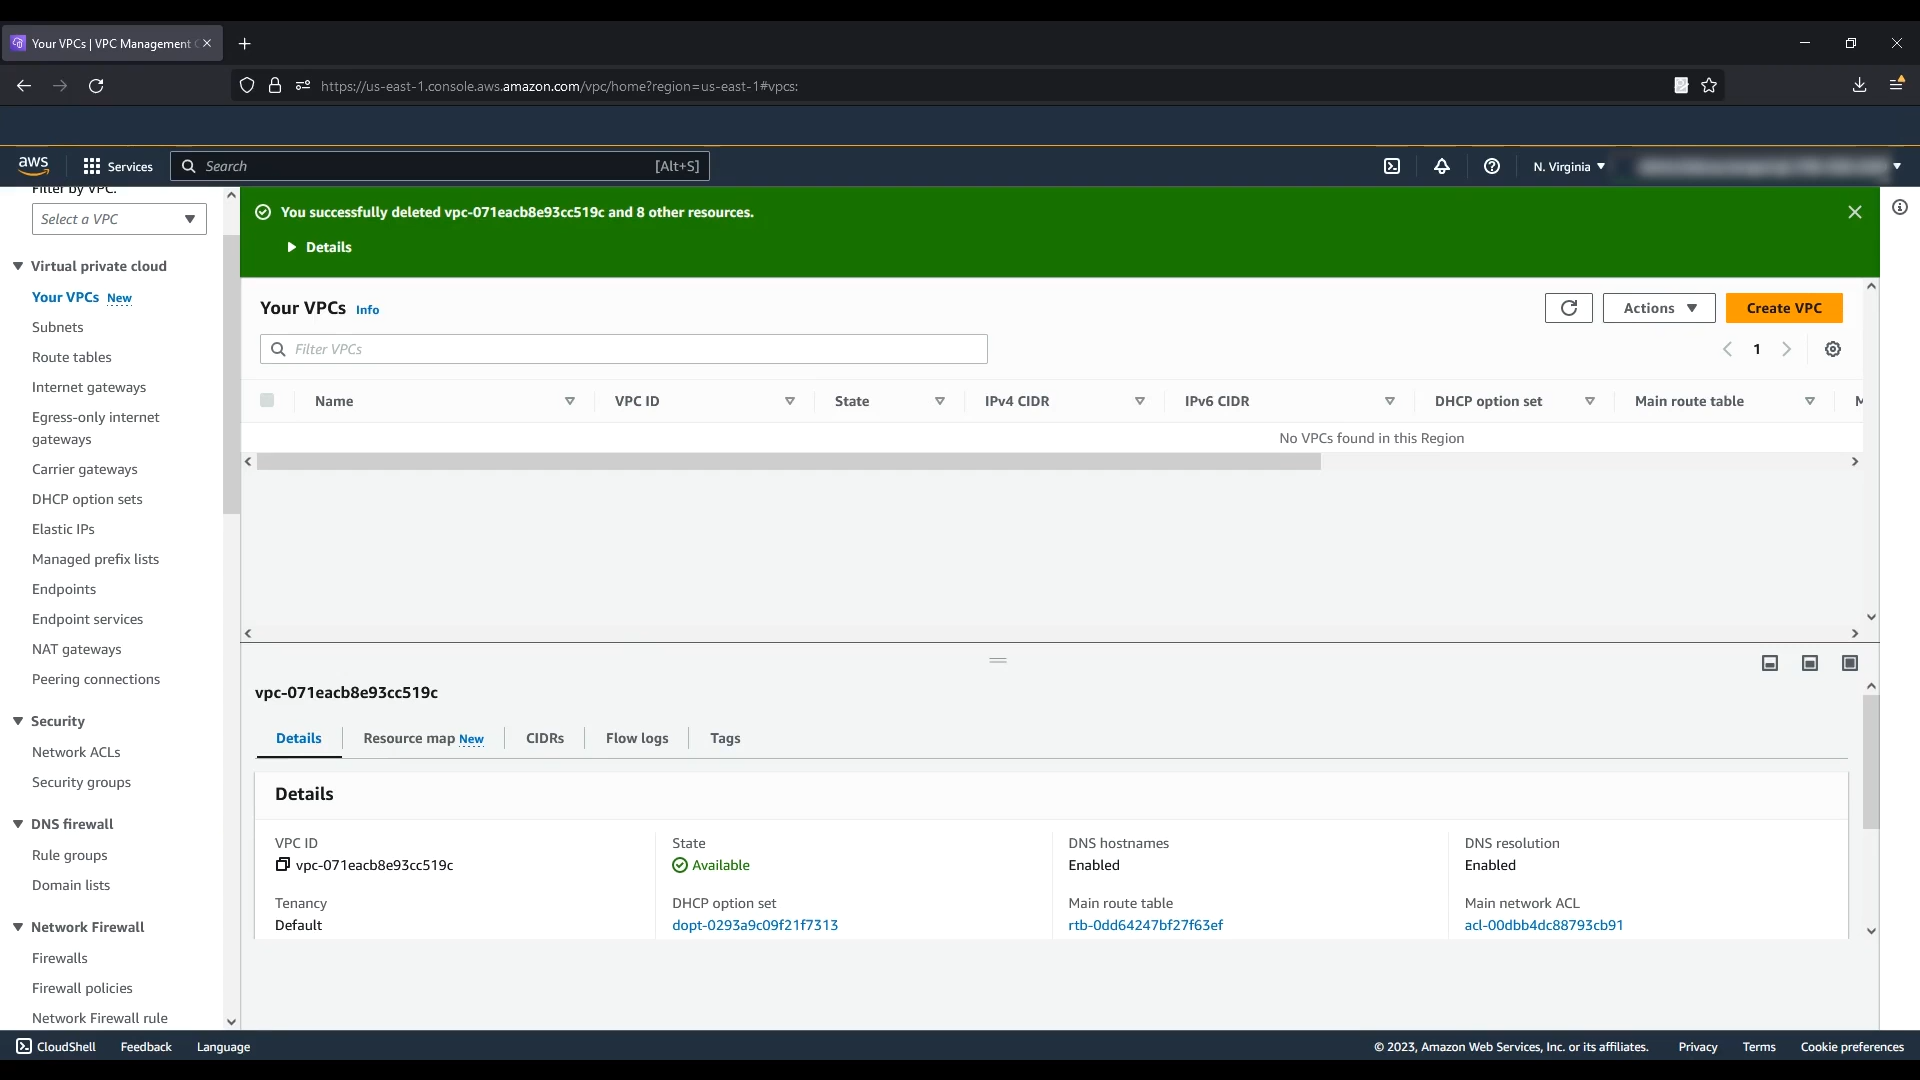 Your VPCs | VPC Management C
https://us-east-1.console.aws.amazon.com/vpc/home?region=us-east-1#vpcs:
aws
Services
Search
[Alt+S]
N. Virginia
Filter by VPC:
Select a VPC
Virtual private cloud
Your VPCs New
Subnets
Route tables
Internet gateways
Egress-only internet
gateways
Carrier gateways
DHCP option sets
Elastic IPs
Managed prefix lists
Endpoints
Endpoint services
NAT gateways
Peering connections
Security
Network ACLs
Security groups
DNS firewall
Rule groups
Domain lists
Network Firewall
Firewalls
Firewall policies
Network Firewall rule
You successfully deleted vpc-071eacb8e93cc519c and 8 other resources.
Details
Your VPCs Info
Actions
Create VPC
Filter VPCs
1
Name
VPC ID
State
IPv4 CIDR
IPv6 CIDR
DHCP option set
Main route table
No VPCs found in this Region
vpc-071eacb8e93cc519c
Details
Resource map New
CIDRs
Flow logs
Tags
Details
VPC ID
vpc-071eacb8e93cc519c
State
Available
DNS hostnames
Enabled
DNS resolution
Enabled
Tenancy
Default
DHCP option set
dopt-0293a9c09f21f7313
Main route table
rtb-0dd64247bf27f63ef
Main network ACL
acl-00dbb4dc88793cb91
CloudShell
Feedback
Language
© 2023, Amazon Web Services, Inc. or its affiliates.
Privacy
Terms
Cookie preferences